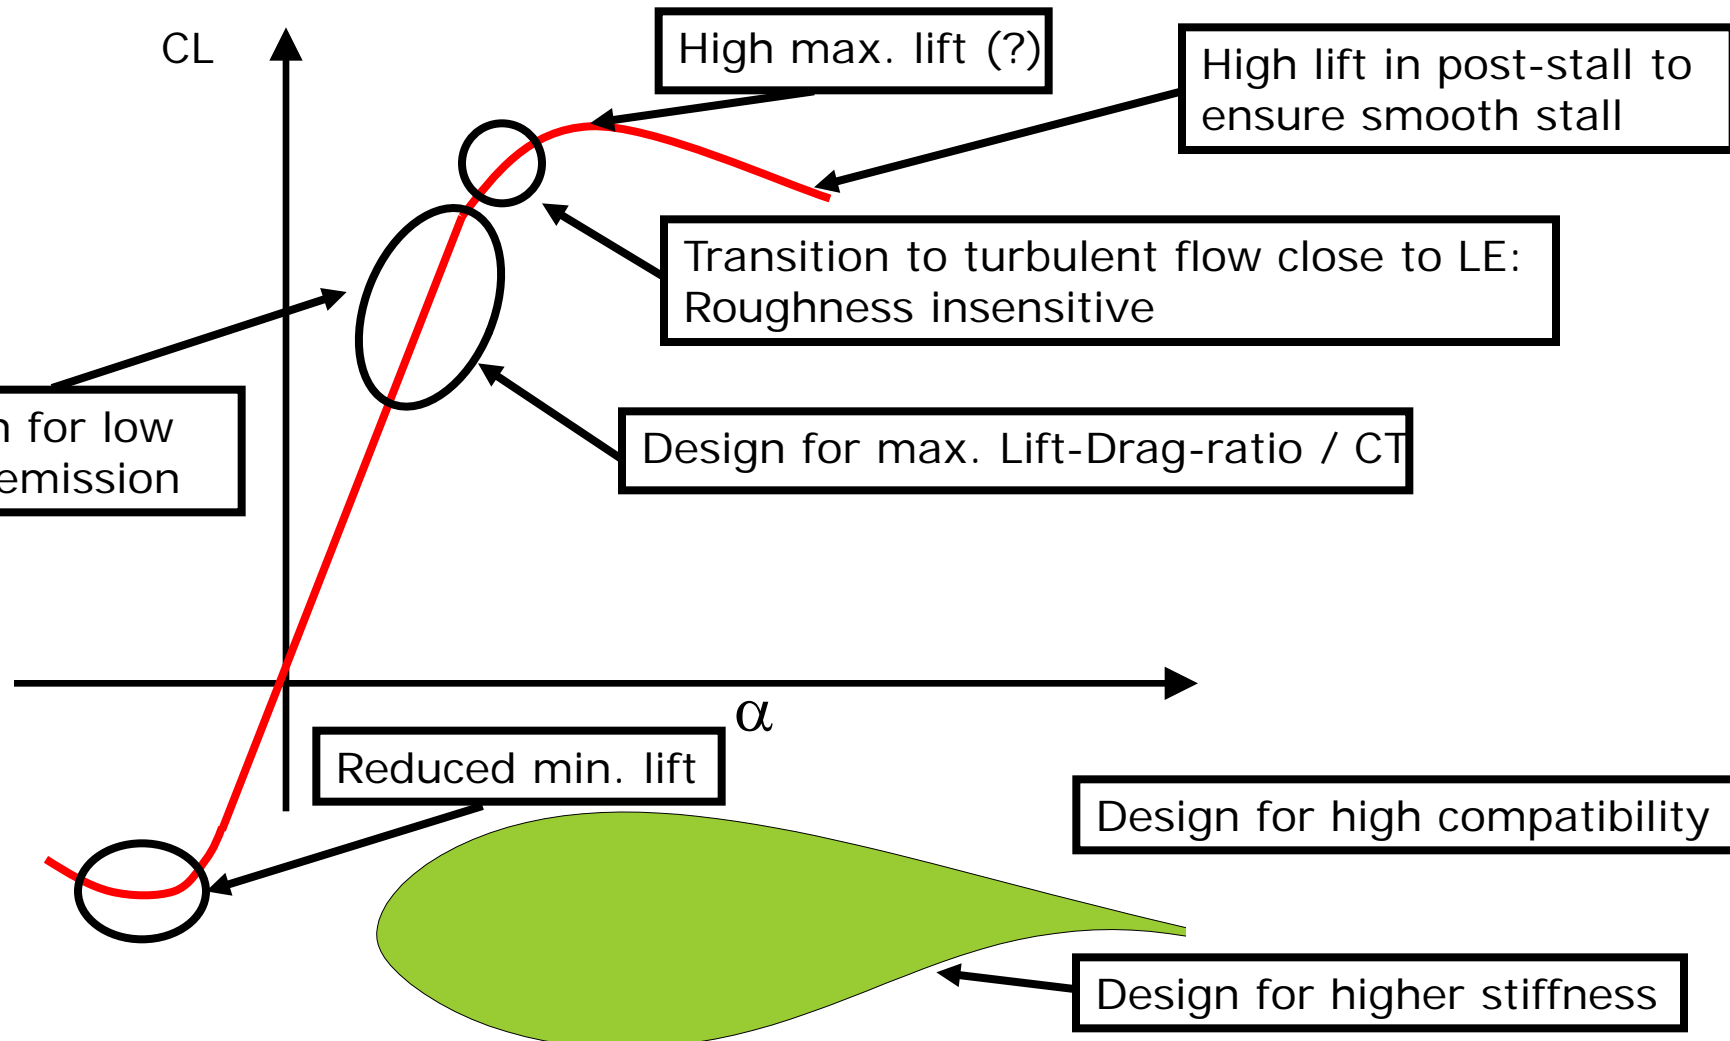 CL
High max. lift (?)
High lift in post-stall to
ensure smooth stall
Transition to turbulent flow close to LE:
Roughness insensitive
for low
emission
Design for max. Lift-Drag-ratio / CT
α
Reduced min. lift
Design for high compatibility
Design for higher stiffness